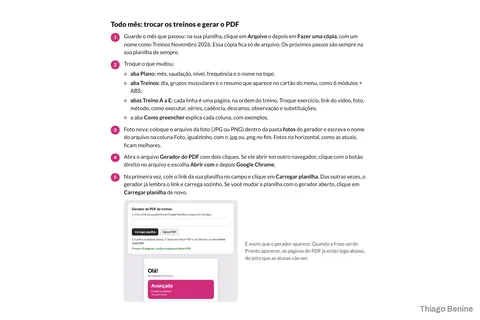 Todo mês: trocar os treinos e gerar o PDF
1 Guarde o mês que passou: na sua planilha, clique em Arquivo e depois em Fazer uma cópia, com um
nome como Treinos Novembro 2026. Essa cópia fica só de arquivo. Os próximos passos são sempre na
sua planilha de sempre.
2 Troque o que mudou:
aba Plano: mês, saudação, nível, frequência e o nome no topo
aba Treinos: dia, grupos musculares e o resumo que aparece no cartão do menu, como 6 módulos +
ABS;
abas Treino A a E: cada linha é uma página, na ordem do treino. Troque exercício, link do vídeo, foto,
método, como executar, séries, cadência, descanso, observação e substituições;
a aba Como preencher explica cada coluna, com exemplos.
3 Foto nova: coloque o arquivo da foto (JPG ou PNG) dentro da pasta fotos do gerador e escreva o nome
do arquivo na coluna Foto, igualzinho, com o .jpg ou .png no fim. Fotos na horizontal, como as atuais,
ficam melhores.
4 Abra o arquivo Gerador do PDF com dois cliques. Se ele abrir em outro navegador, clique com o botão
direito no arquivo e escolha Abrir com e depois Google Chrome.
5 Na primeira vez, cole o link da sua planilha no campo e clique em Carregar planilha. Das outras vezes, o
gerador já lembra o link e carrega sozinho. Se você mudar a planilha com o gerador aberto, clique em
Carregar planilha de novo.
Gerador do PDF de treinos
Carregar planilha
Salvar PDF
Olá!
Avançado
É assim que o gerador aparece. Quando a frase verde
Pronto aparecer, as páginas do PDF já estão logo abaixo,
do jeito que as alunas vão ver.
Thiago Benine